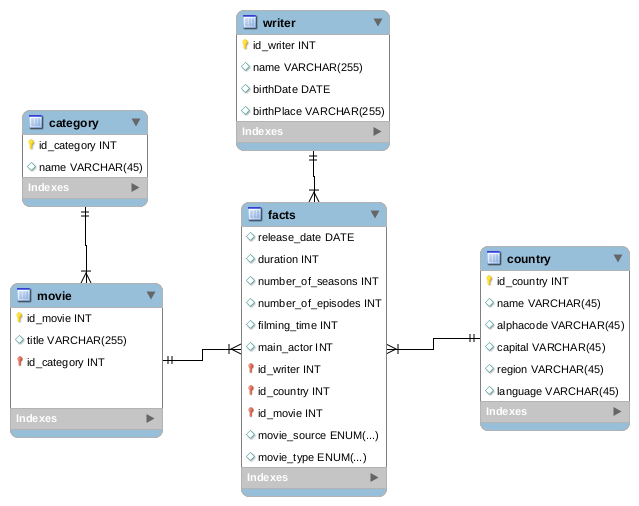 writer
id_writer INT
name VARCHAR(255)
birthDate DATE
birthPlace VARCHAR(255)
Indexes
category
id_category INT
name VARCHAR(45)
Indexes
facts
release_date DATE
duration INT
number_of_seasons INT
number_of_episodes INT
filming_time INT
main_actor INT
id_writer INT
id_country INT
id_movie INT
movie_source ENUM(...)
movie_type ENUM(...)
Indexes
movie
id_movie INT
title VARCHAR(255)
id_category INT
Indexes
country
id_country INT
name VARCHAR(45)
alphacode VARCHAR(45)
capital VARCHAR(45)
region VARCHAR(45)
language VARCHAR(45)
Indexes